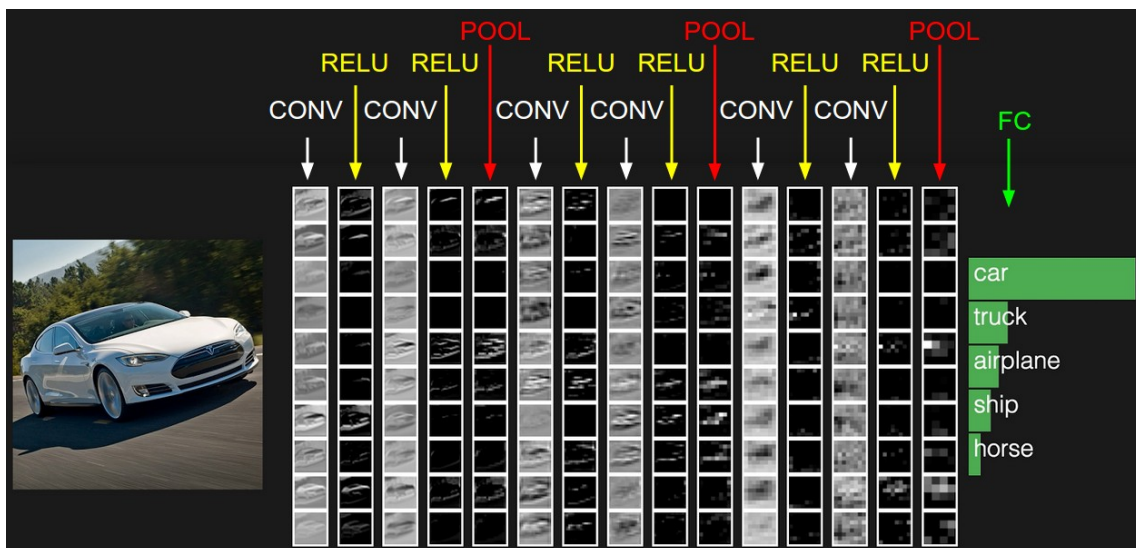 POOL POOL POOL
RELU RELU RELU RELU RELU RELU
CONV CONV CONV CONV CONV CONV
FC
car
truck
airplane
ship
horse